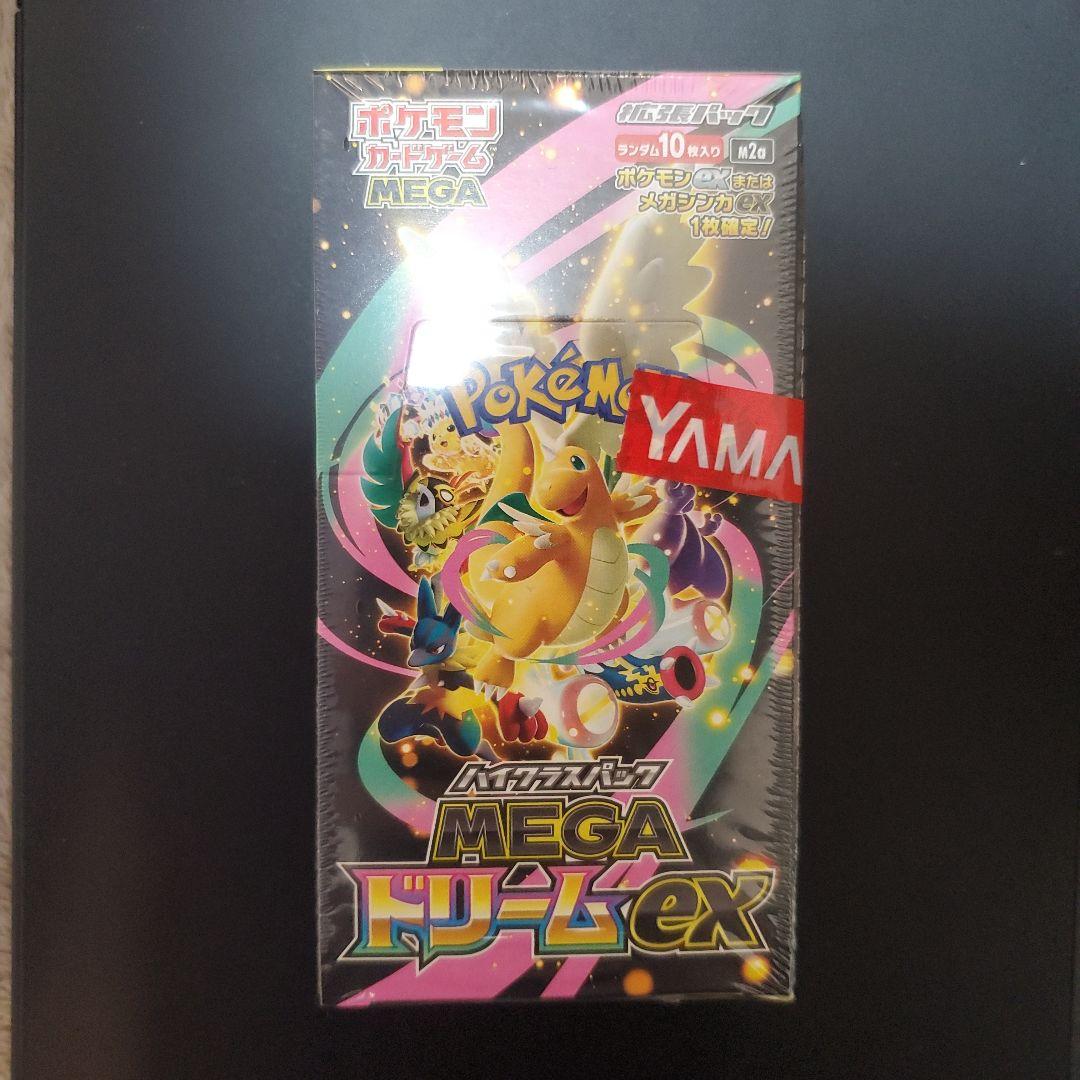 ポケモン
カードゲーム
MEGA
拡張パック
ランダム10枚入り M2a
ポケモンexまたは
メガシンカex
1枚確定!
POKéMON
YAMA
ハイクラスパック
MEGA
ドリームex